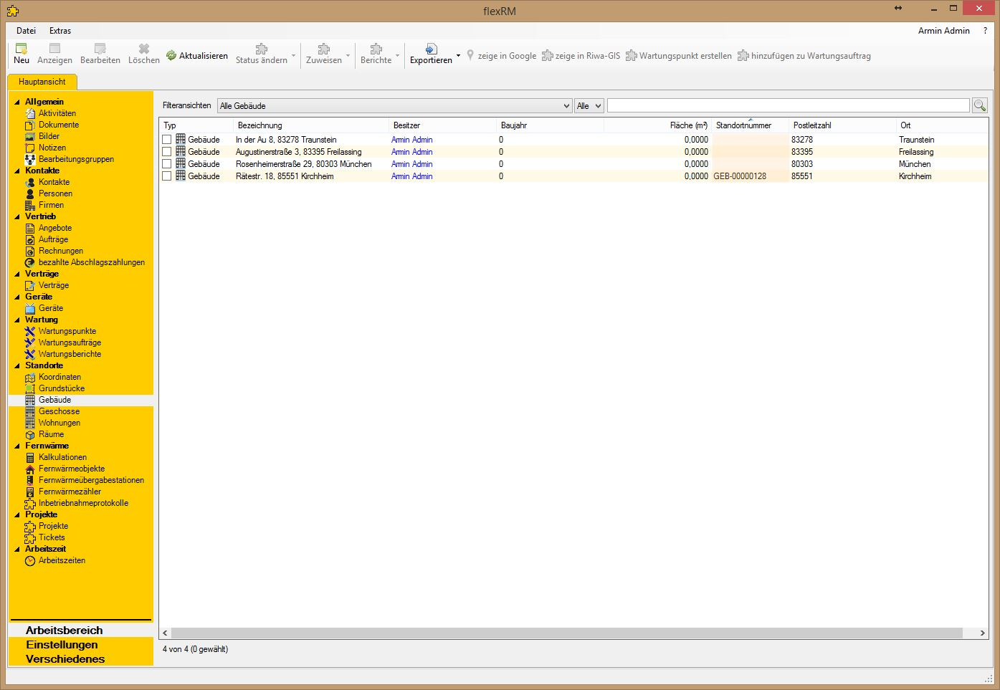 flexRM
Datei Extras Armin Admin ?
Neu Anzeigen Bearbeiten Löschen Aktualisieren Status ändern Zuweisen Berichte Exportieren zeige in Google zeige in Riwa-GIS Wartungspunkt erstellen hinzufügen zu Wartungsauftrag
Hauptansicht
Allgemein
Aktivitäten
Dokumente
Bilder
Notizen
Bearbeitungsgruppen
Kontakte
Kontakte
Personen
Firmen
Vertrieb
Angebote
Aufträge
Rechnungen
bezahlte Abschlagszahlungen
Verträge
Verträge
Geräte
Geräte
Wartung
Wartungspunkte
Wartungsaufträge
Wartungsberichte
Standorte
Koordinaten
Grundstücke
Gebäude
Geschosse
Wohnungen
Räume
Fernwärme
Kalkulationen
Fernwärmeobjekte
Fernwärmeübergabestationen
Fernwärmezähler
Inbetriebnahmeprotokolle
Projekte
Projekte
Tickets
Arbeitszeit
Arbeitszeiten
Arbeitsbereich
Einstellungen
Verschiedenes
Filteransichten Alle Gebäude Alle
Typ Bezeichnung Besitzer Baujahr Fläche (m²) Standortnummer Postleitzahl Ort
Gebäude In der Au 8, 83278 Traunstein Armin Admin 0 0,0000 83278 Traunstein
Gebäude Augustinerstraße 3, 83395 Freilassing Armin Admin 0 0,0000 83395 Freilassing
Gebäude Rosenheimerstraße 29, 80303 München Armin Admin 0 0,0000 80303 München
Gebäude Rätestr. 18, 85551 Kirchheim Armin Admin 0 0,0000 GEB-00000128 85551 Kirchheim
4 von 4 (0 gewählt)